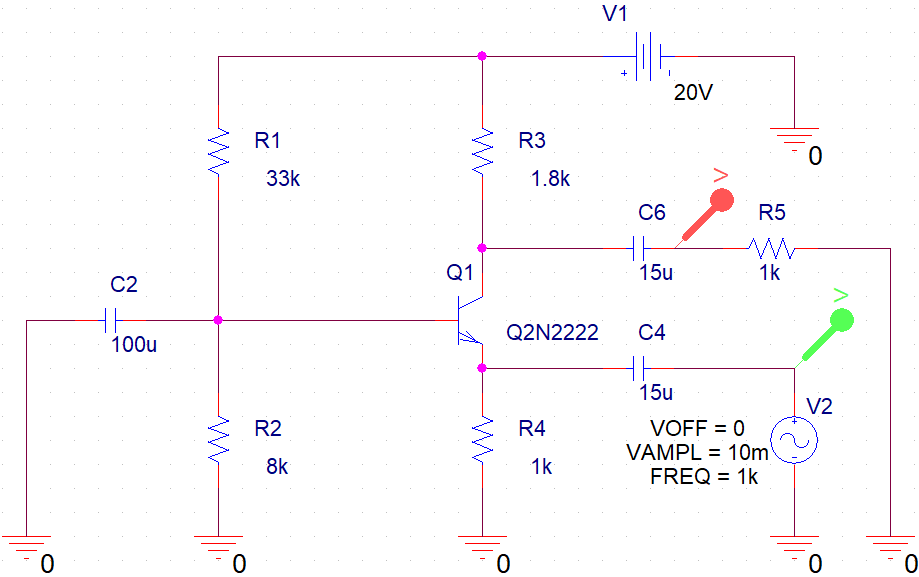 V1
+
20V
0
R1
33k
R3
1.8k
V
C6
15u
R5
1k
C2
100u
Q1
Q2N2222
C4
15u
V
R2
8k
R4
1k
V2
+
-
VOFF = 0
VAMPL = 10m
FREQ = 1k
0
0
0
0
0